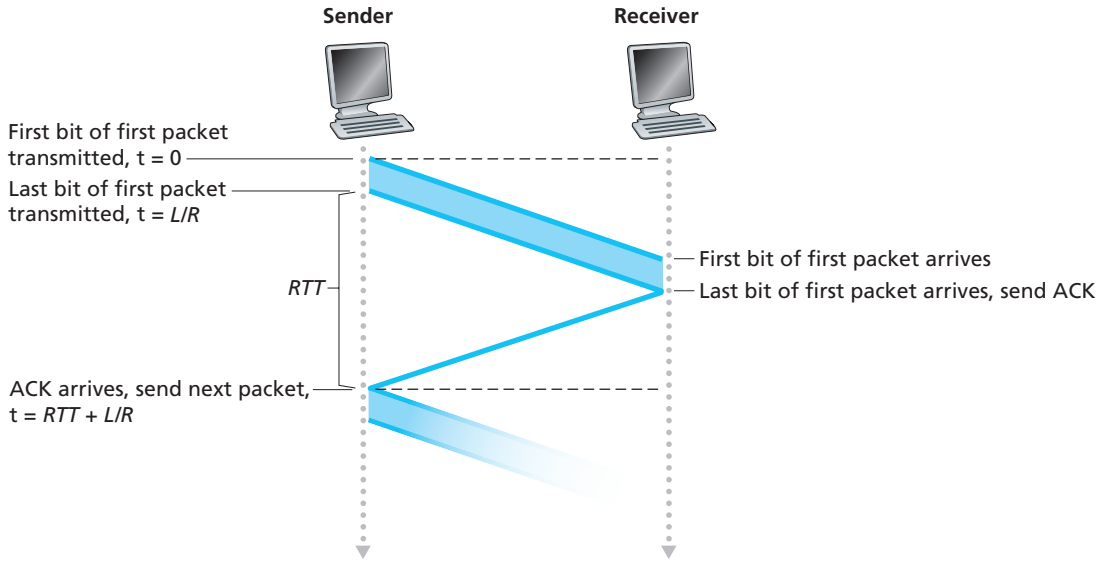 Sender
Receiver
First bit of first packet
transmitted, t = 0
Last bit of first packet
transmitted, t = L/R
First bit of first packet arrives
RTT
Last bit of first packet arrives, send ACK
ACK arrives, send next packet,
t = RTT + L/R